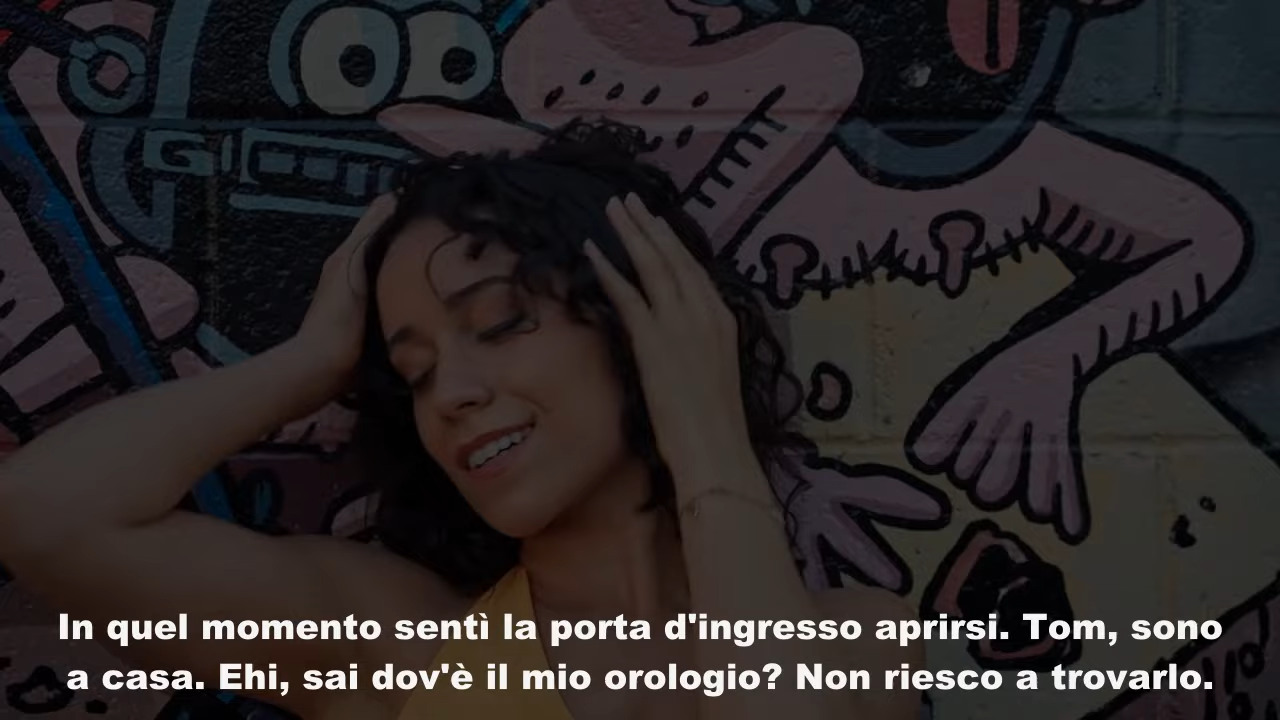 In quel momento sentì la porta d'ingresso aprirsi. Tom, sono
a casa. Ehi, sai dov'è il mio orologio? Non riesco a trovarlo.